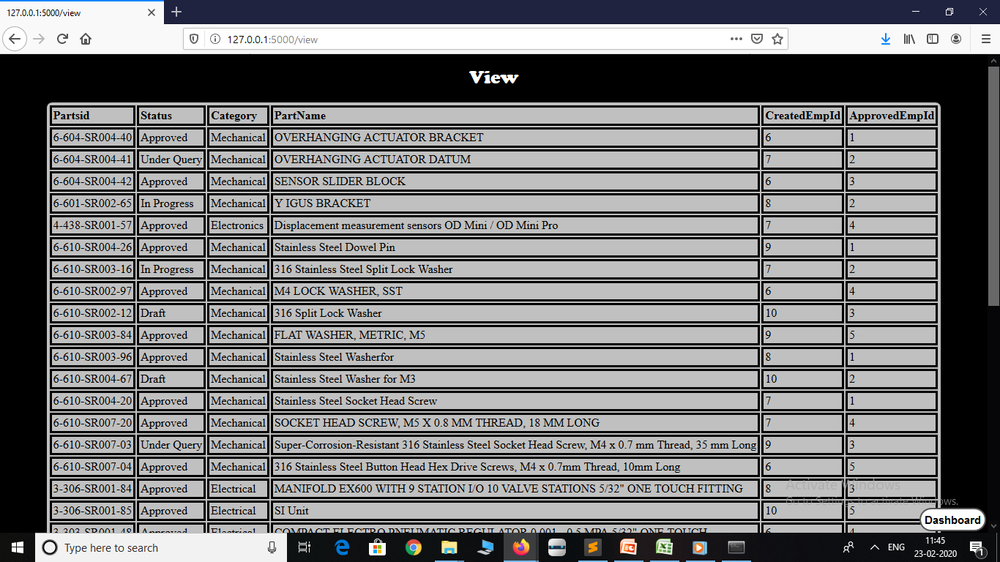 127.0.0.1:5000/view
127.0.0.1:5000/view
View
Partsid Status Category PartName CreatedEmpId ApprovedEmpId
6-604-SR004-40 Approved Mechanical OVERHANGING ACTUATOR BRACKET 6 1
6-604-SR004-41 Under Query Mechanical OVERHANGING ACTUATOR DATUM 7 2
6-604-SR004-42 Approved Mechanical SENSOR SLIDER BLOCK 6 3
6-601-SR002-65 In Progress Mechanical Y IGUS BRACKET 8 2
4-438-SR001-57 Approved Electronics Displacement measurement sensors OD Mini / OD Mini Pro 7 4
6-610-SR004-26 Approved Mechanical Stainless Steel Dowel Pin 9 1
6-610-SR003-16 In Progress Mechanical 316 Stainless Steel Split Lock Washer 7 2
6-610-SR002-97 Approved Mechanical M4 LOCK WASHER, SST 6 4
6-610-SR002-12 Draft Mechanical 316 Split Lock Washer 10 3
6-610-SR003-84 Approved Mechanical FLAT WASHER, METRIC, M5 9 5
6-610-SR003-96 Approved Mechanical Stainless Steel Washerfor 8 1
6-610-SR004-67 Draft Mechanical Stainless Steel Washer for M3 10 2
6-610-SR004-20 Approved Mechanical Stainless Steel Socket Head Screw 7 1
6-610-SR007-20 Approved Mechanical SOCKET HEAD SCREW, M5 X 0.8 MM THREAD, 18 MM LONG 7 4
6-610-SR007-03 Under Query Mechanical Super-Corrosion-Resistant 316 Stainless Steel Socket Head Screw, M4 x 0.7 mm Thread, 35 mm Long 9 3
6-610-SR007-04 Approved Mechanical 316 Stainless Steel Button Head Hex Drive Screws, M4 x 0.7mm Thread, 10mm Long 6 5
3-306-SR001-84 Approved Electrical MANIFOLD EX600 WITH 9 STATION I/O 10 VALVE STATIONS 5/32" ONE TOUCH FITTING 8 3
Activate Windows
Go to Settings to activate Windows.
3-306-SR001-85 Approved Electrical SI Unit 10 5
3-303-SR001-48 Approved Electrical COMPACT ELECTRO PNEUMATIC REGULATOR 0.001 - 0.5 MPA 5/32" ONE TOUCH 6 4
Dashboard
Type here to search
ENG
11:45
23-02-2020
1